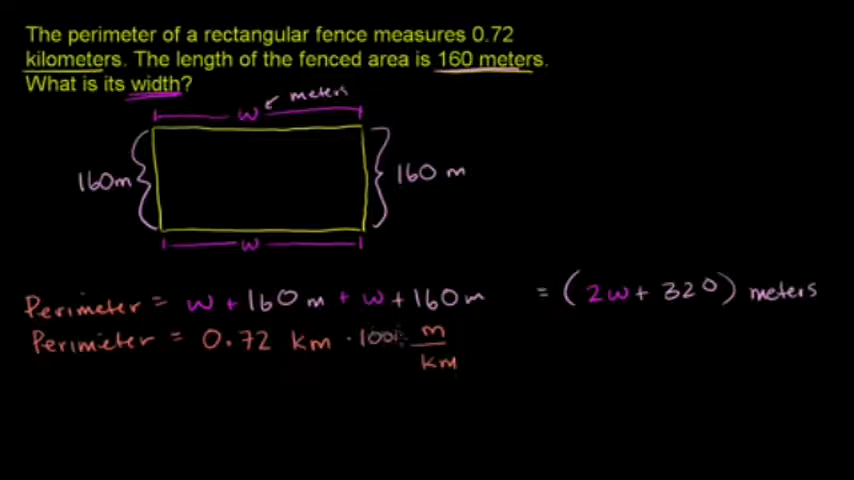 The perimeter of a rectangular fence measures 0.72
kilometers. The length of the fenced area is 160 meters.
What is its width?
meters
w
160m
160 m
w
Perimeter = w + 160 m + w + 160 m = (2w + 320) meters
Perimeter = 0.72 km · 1000 m
km